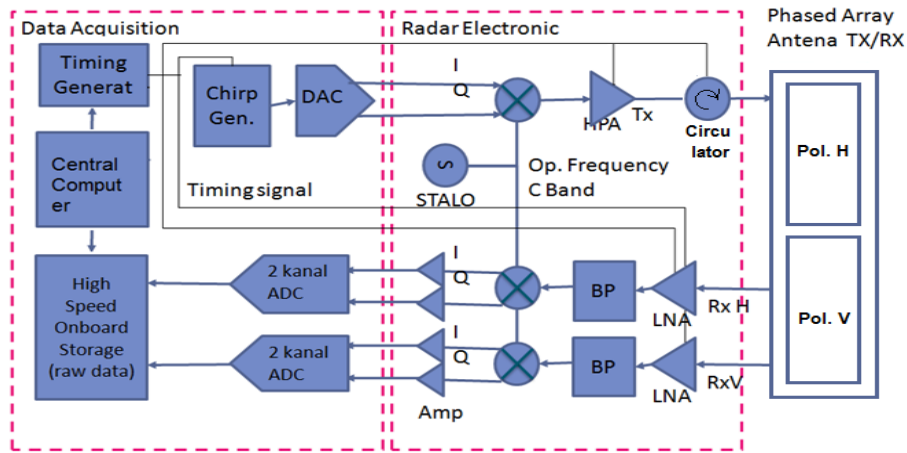 Data Acquisition
Radar Electronic
Phased Array
Antena TX/RX
Timing
Generat
Chirp
Gen.
DAC
I
Q
HPA
Tx
Circu
lator
Pol. H
Central
Comput
er
Timing signal
S
STALO
Op. Frequency
C Band
High
Speed
Onboard
Storage
(raw data)
2 kanal
ADC
I
Q
BP
LNA
Rx H
Pol. V
2 kanal
ADC
I
Q
Amp
BP
LNA
RxV